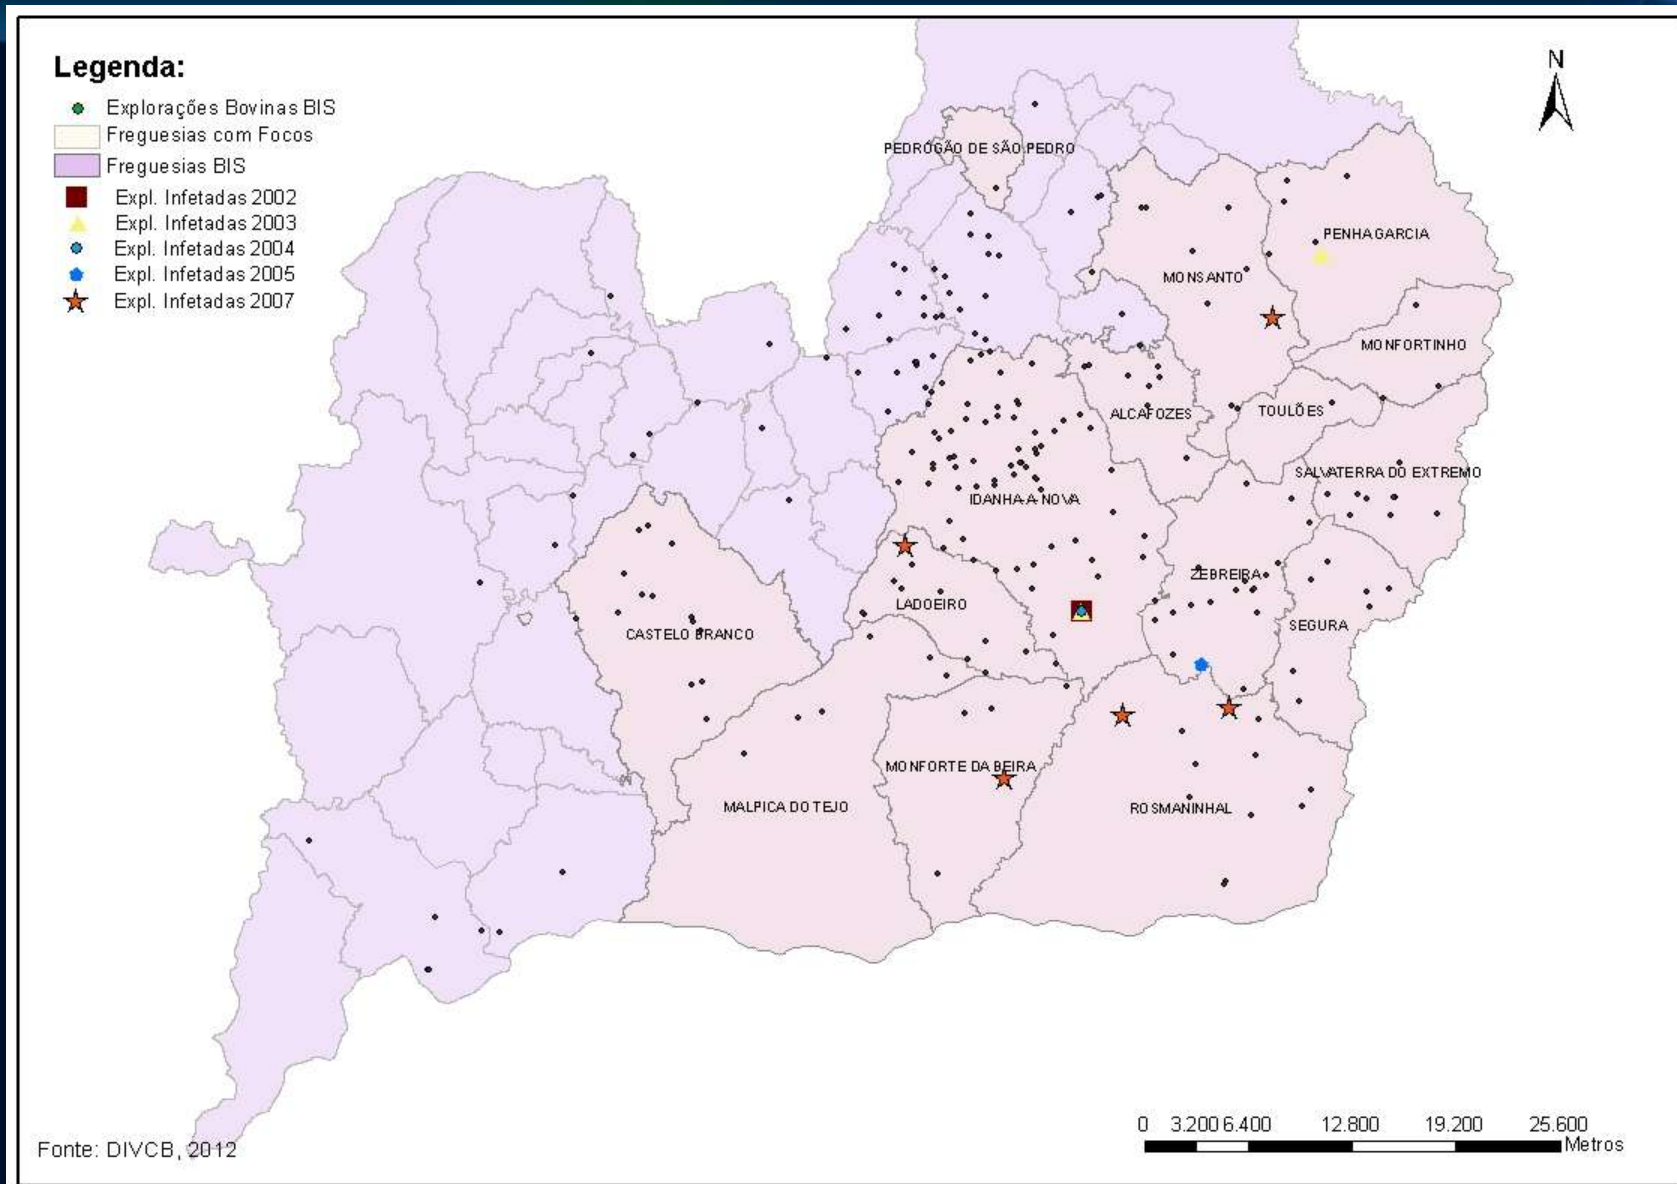 Legenda:
Explorações Bovinas BIS
Freguesias com Focos
Freguesias BIS
Expl. Infetadas 2002
Expl. Infetadas 2003
Expl. Infetadas 2004
Expl. Infetadas 2005
Expl. Infetadas 2007
N
PEDRÓGÃO DE SÃO PEDRO
PENHA GARCIA
MONSANTO
MONFORTINHO
ALCAFOZES
TOULÕES
SALVATERRA DO EXTREMO
IDANHA-A-NOVA
ZEBREIRA
LADOEIRO
SEGURA
CASTELO BRANCO
MONFORTE DA BEIRA
MALPICA DO TEJO
ROSMANINHAL
0 3.200 6.400 12.800 19.200 25.600
Metros
Fonte: DIVCB, 2012